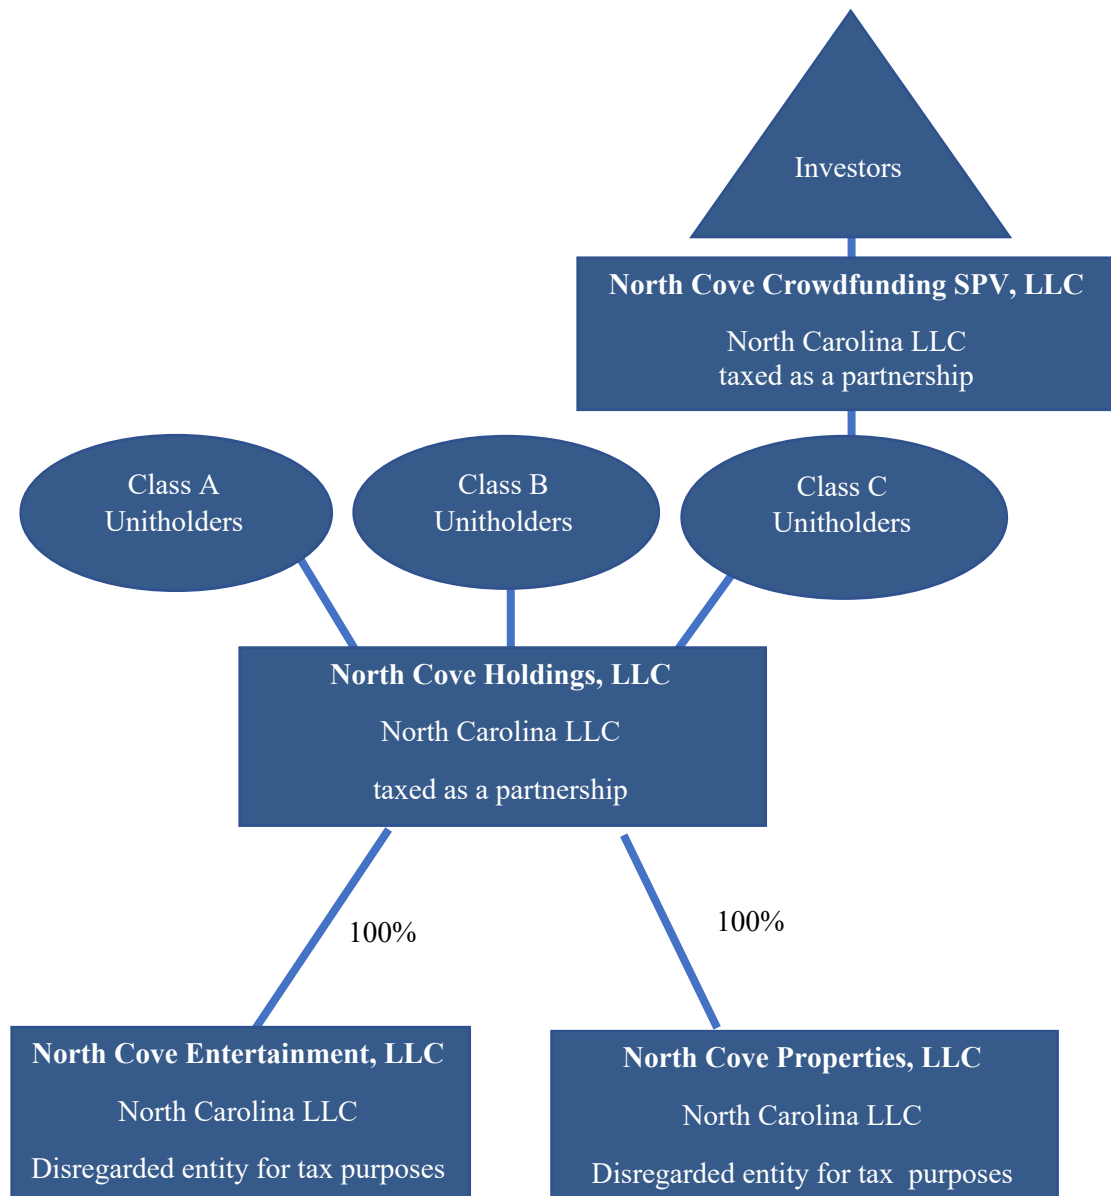 Investors
North Cove Crowdfunding SPV, LLC
North Carolina LLC
taxed as a partnership
Class A
Unitholders
Class B
Unitholders
Class C
Unitholders
North Cove Holdings, LLC
North Carolina LLC
taxed as a partnership
100%
100%
North Cove Entertainment, LLC
North Carolina LLC
Disregarded entity for tax purposes
North Cove Properties, LLC
North Carolina LLC
Disregarded entity for tax purposes